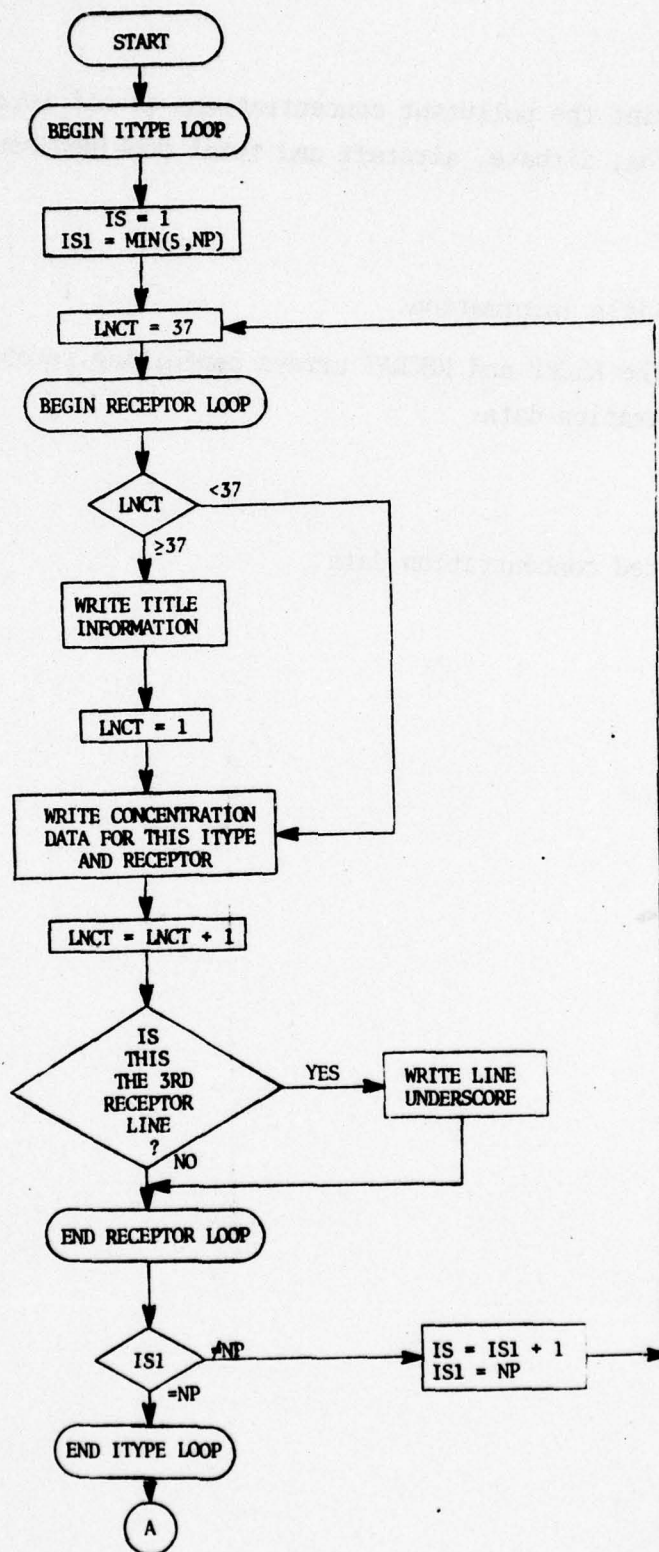 START
BEGIN ITYPE LOOP
IS = 1
IS1 = MIN(5,NP)
LNCT = 37
BEGIN RECEPTOR LOOP
LNCT
<37
≥37
WRITE TITLE
INFORMATION
LNCT = 1
WRITE CONCENTRATION
DATA FOR THIS ITYPE
AND RECEPTOR
LNCT = LNCT + 1
IS
THIS
THE 3RD
RECEPTOR
LINE
?
YES
WRITE LINE
UNDERSCORE
NO
END RECEPTOR LOOP
IS1
≠NP
IS = IS1 + 1
IS1 = NP
=NP
END ITYPE LOOP
A